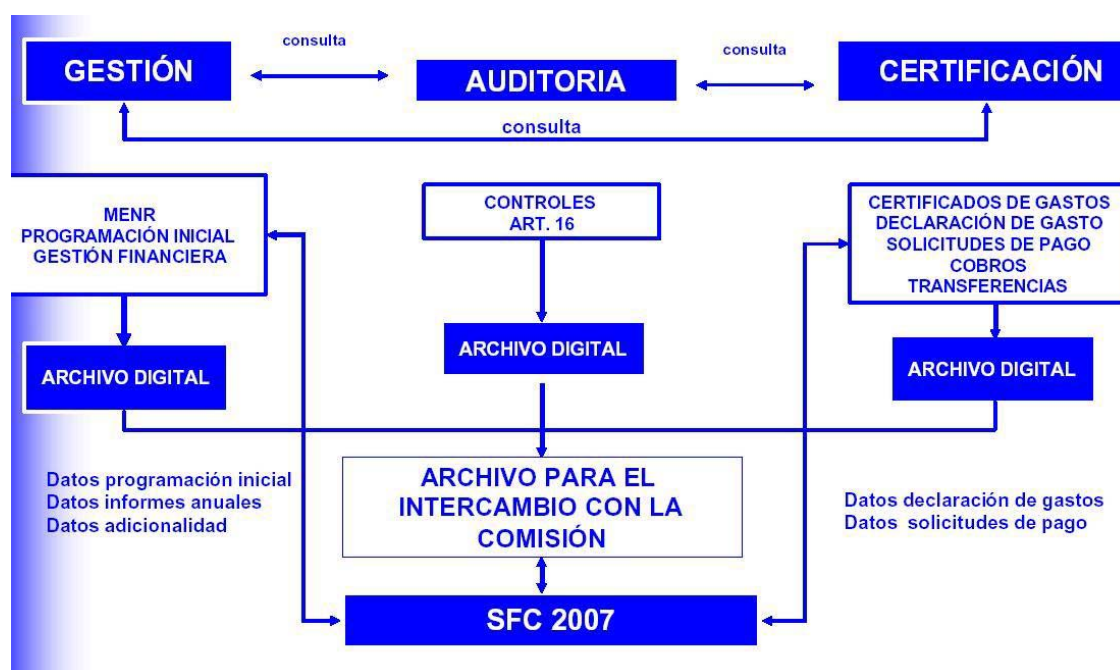 consulta
consulta
GESTIÓN
AUDITORIA
CERTIFICACIÓN
consulta
MENR
PROGRAMACIÓN INICIAL
GESTIÓN FINANCIERA
CONTROLES
ART. 16
CERTIFICADOS DE GASTOS
DECLARACIÓN DE GASTO
SOLICITUDES DE PAGO
COBROS
TRANSFERENCIAS
ARCHIVO DIGITAL
ARCHIVO DIGITAL
ARCHIVO DIGITAL
Datos programación inicial
Datos informes anuales
Datos adicionalidad
ARCHIVO PARA EL
INTERCAMBIO CON LA
COMISIÓN
Datos declaración de gastos
Datos solicitudes de pago
SFC 2007